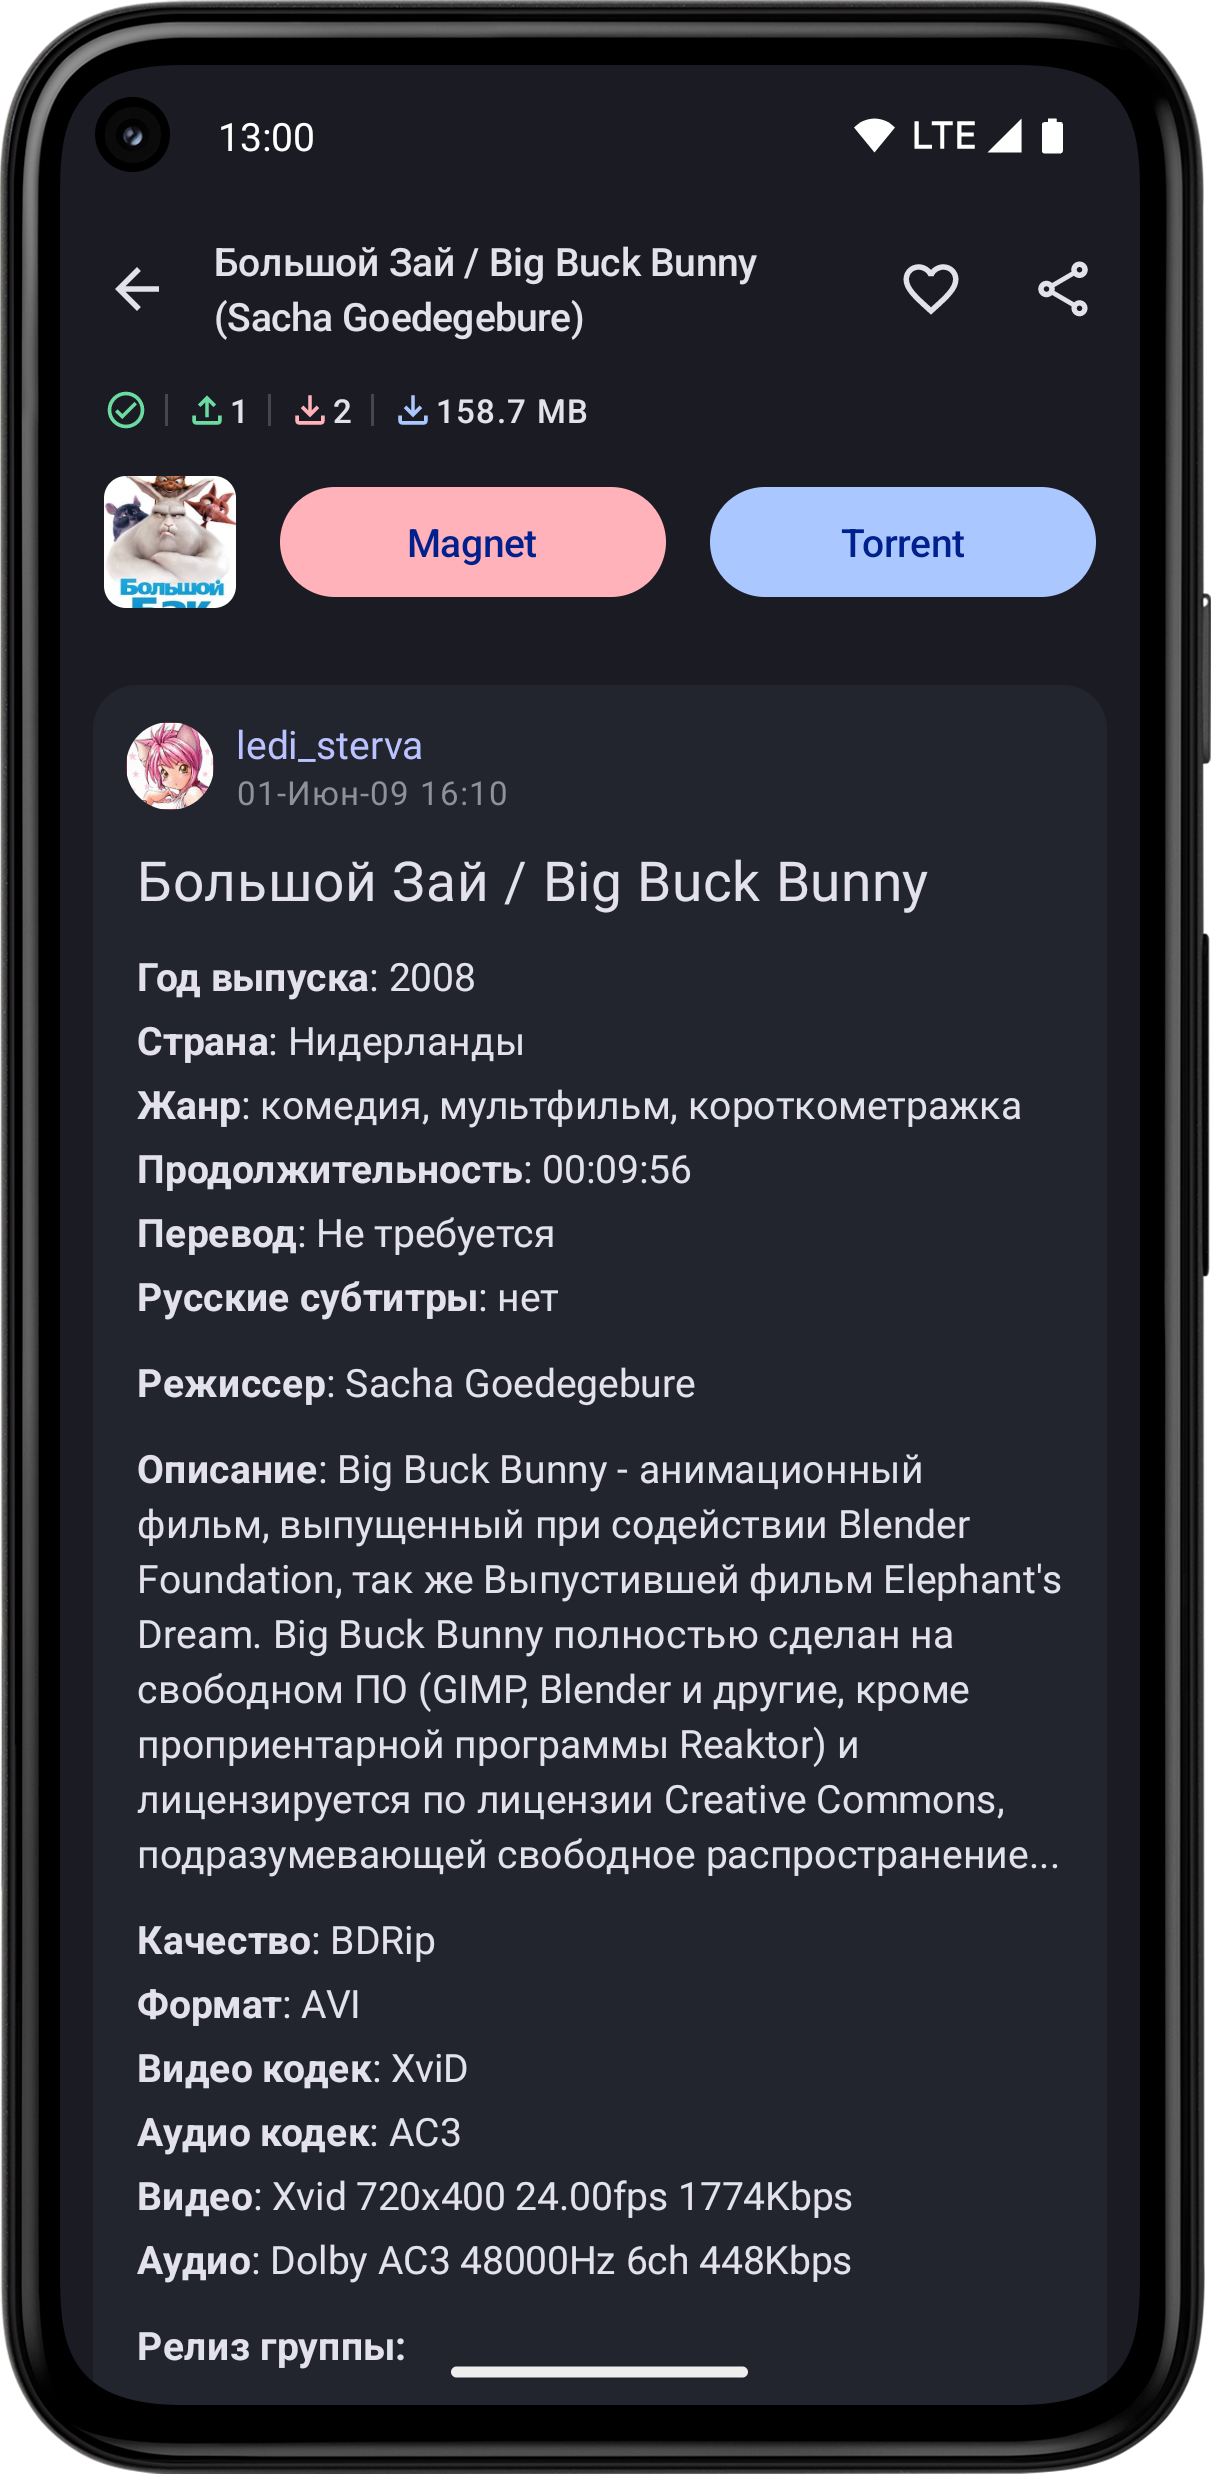 13:00 LTE
Большой Зай / Big Buck Bunny
(Sacha Goedegebure)
1 2 158.7 MB
Большой
Бак
Magnet Torrent
ledi_sterva
01-Июн-09 16:10
Большой Зай / Big Buck Bunny
Год выпуска: 2008
Страна: Нидерланды
Жанр: комедия, мультфильм, короткометражка
Продолжительность: 00:09:56
Перевод: Не требуется
Русские субтитры: нет
Режиссер: Sacha Goedegebure
Описание: Big Buck Bunny - анимационный
фильм, выпущенный при содействии Blender
Foundation, так же Выпустившей фильм Elephant's
Dream. Big Buck Bunny полностью сделан на
свободном ПО (GIMP, Blender и другие, кроме
проприентарной программы Reaktor) и
лицензируется по лицензии Creative Commons,
подразумевающей свободное распространение...
Качество: BDRip
Формат: AVI
Видео кодек: XviD
Аудио кодек: AC3
Видео: Xvid 720x400 24.00fps 1774Kbps
Аудио: Dolby AC3 48000Hz 6ch 448Kbps
Релиз группы: